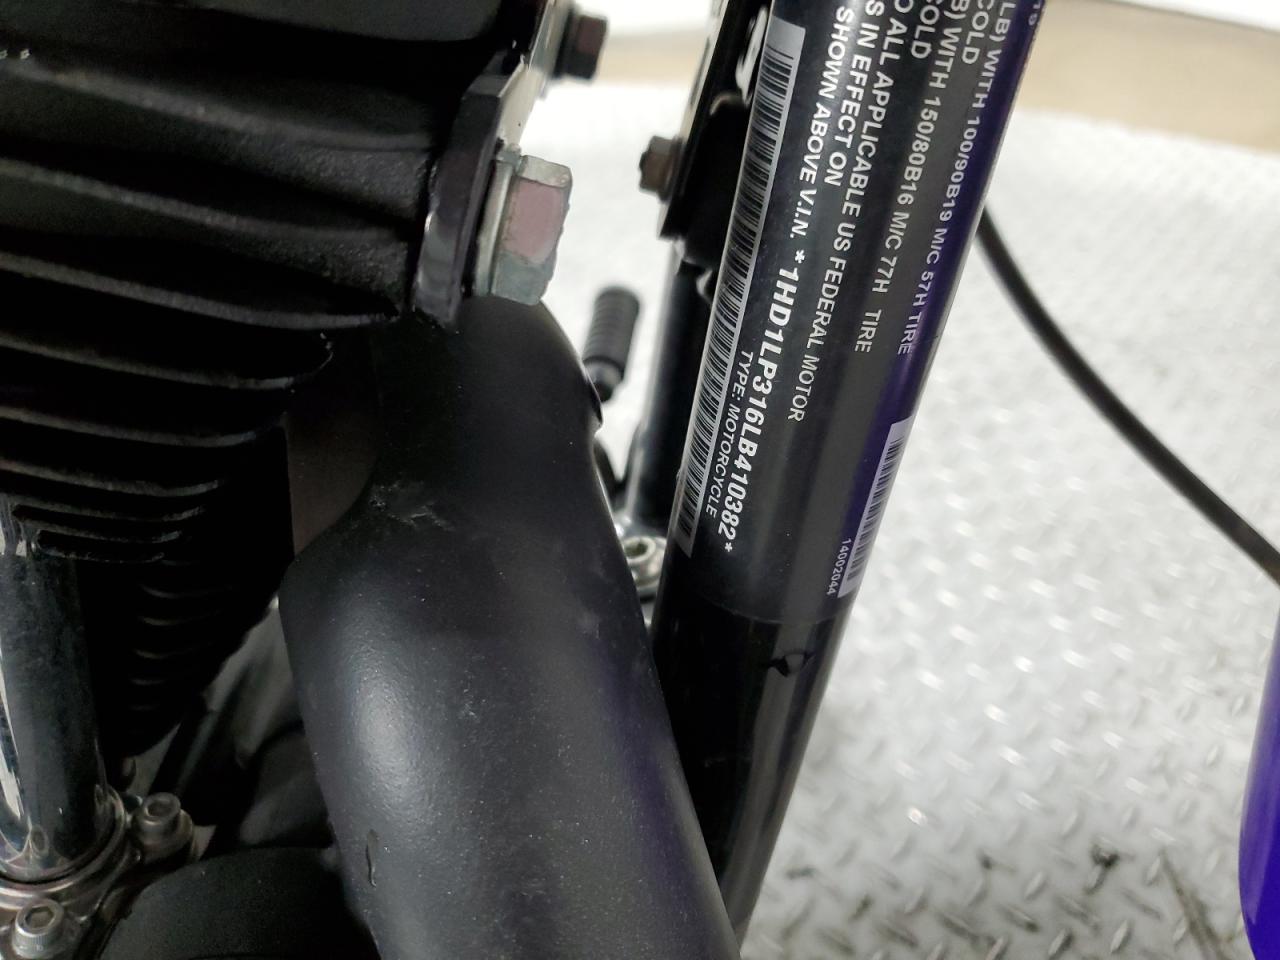 LB) WITH 100/90B19 M/C 57H TIRE
COLD
B) WITH 150/80B16 M/C 77H TIRE
COLD
O ALL APPLICABLE US FEDERAL MOTOR
S IN EFFECT ON
SHOWN ABOVE V.I.N. *1HD1LP316LB410382*
TYPE: MOTORCYCLE
14002044